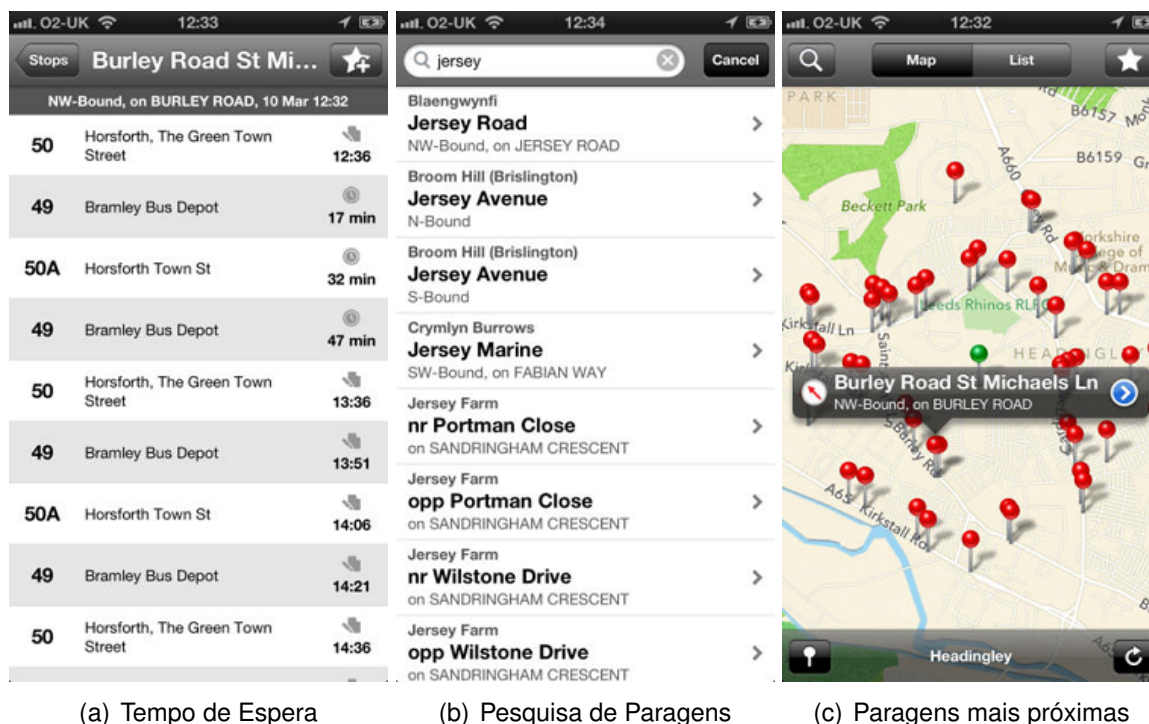 O2-UK 12:33
Stops Burley Road St Mi...
NW-Bound, on BURLEY ROAD, 10 Mar 12:32
50 Horsforth, The Green Town Street 12:36
49 Bramley Bus Depot 17 min
50A Horsforth Town St 32 min
49 Bramley Bus Depot 47 min
50 Horsforth, The Green Town Street 13:36
49 Bramley Bus Depot 13:51
50A Horsforth Town St 14:06
49 Bramley Bus Depot 14:21
50 Horsforth, The Green Town Street 14:36
(a) Tempo de Espera
O2-UK 12:34
jersey Cancel
Blaengwynfi
Jersey Road
NW-Bound, on JERSEY ROAD
Broom Hill (Brislington)
Jersey Avenue
N-Bound
Broom Hill (Brislington)
Jersey Avenue
S-Bound
Crymlyn Burrows
Jersey Marine
SW-Bound, on FABIAN WAY
Jersey Farm
nr Portman Close
on SANDRINGHAM CRESCENT
Jersey Farm
opp Portman Close
on SANDRINGHAM CRESCENT
Jersey Farm
nr Wilstone Drive
on SANDRINGHAM CRESCENT
Jersey Farm
opp Wilstone Drive
on SANDRINGHAM CRESCENT
(b) Pesquisa de Paragens
O2-UK 12:32
Map List
PARK
B6157
A660
B6159
Beckett Park
Leeds Rhinos RLFC
Kirkstall Ln
HEADINGLEY
Burley Road St Michaels Ln
NW-Bound, on BURLEY ROAD
Burley Rd
A65 Kirkstall Rd
A65
Headingley
(c) Paragens mais próximas